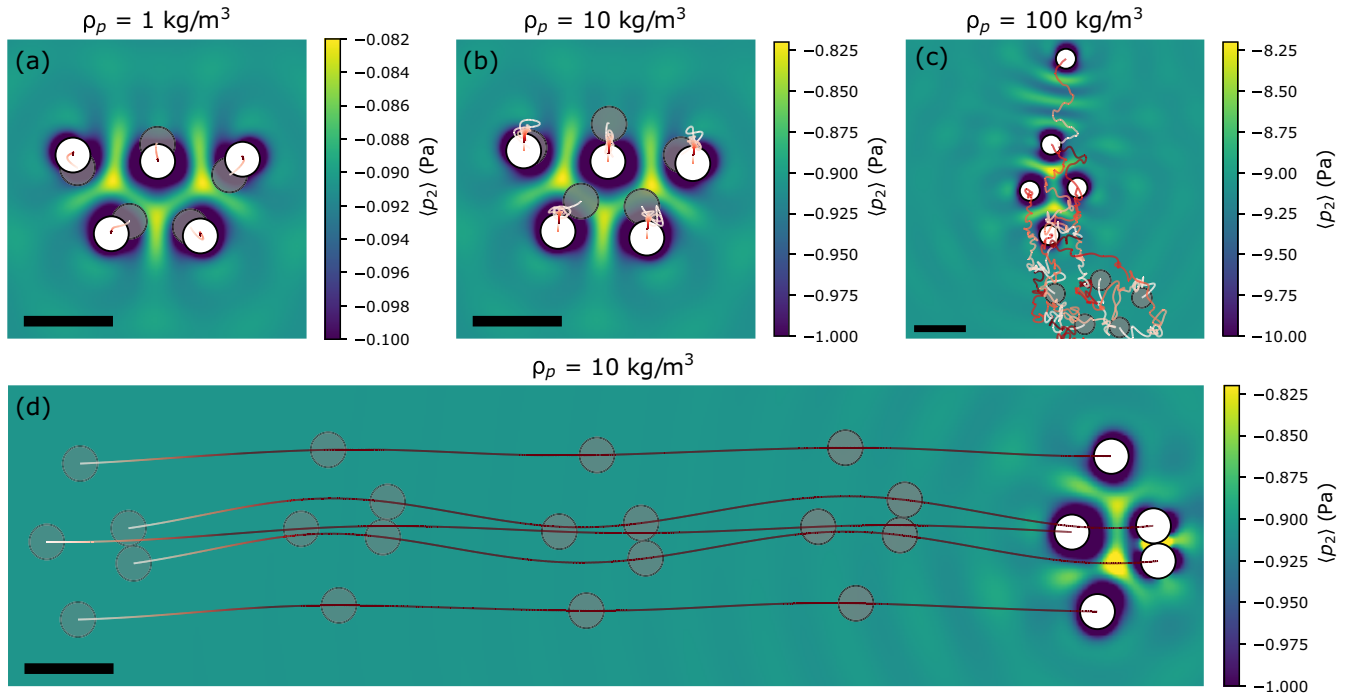 ρₚ = 1 kg/m³
(a)
−0.082
−0.084
−0.086
−0.088
−0.090
−0.092
−0.094
−0.096
−0.098
−0.100
⟨p₂⟩ (Pa)
ρₚ = 10 kg/m³
(b)
−0.825
−0.850
−0.875
−0.900
−0.925
−0.950
−0.975
−1.000
⟨p₂⟩ (Pa)
ρₚ = 100 kg/m³
(c)
−8.25
−8.50
−8.75
−9.00
−9.25
−9.50
−9.75
−10.00
⟨p₂⟩ (Pa)
ρₚ = 10 kg/m³
(d)
−0.825
−0.850
−0.875
−0.900
−0.925
−0.950
−0.975
−1.000
⟨p₂⟩ (Pa)